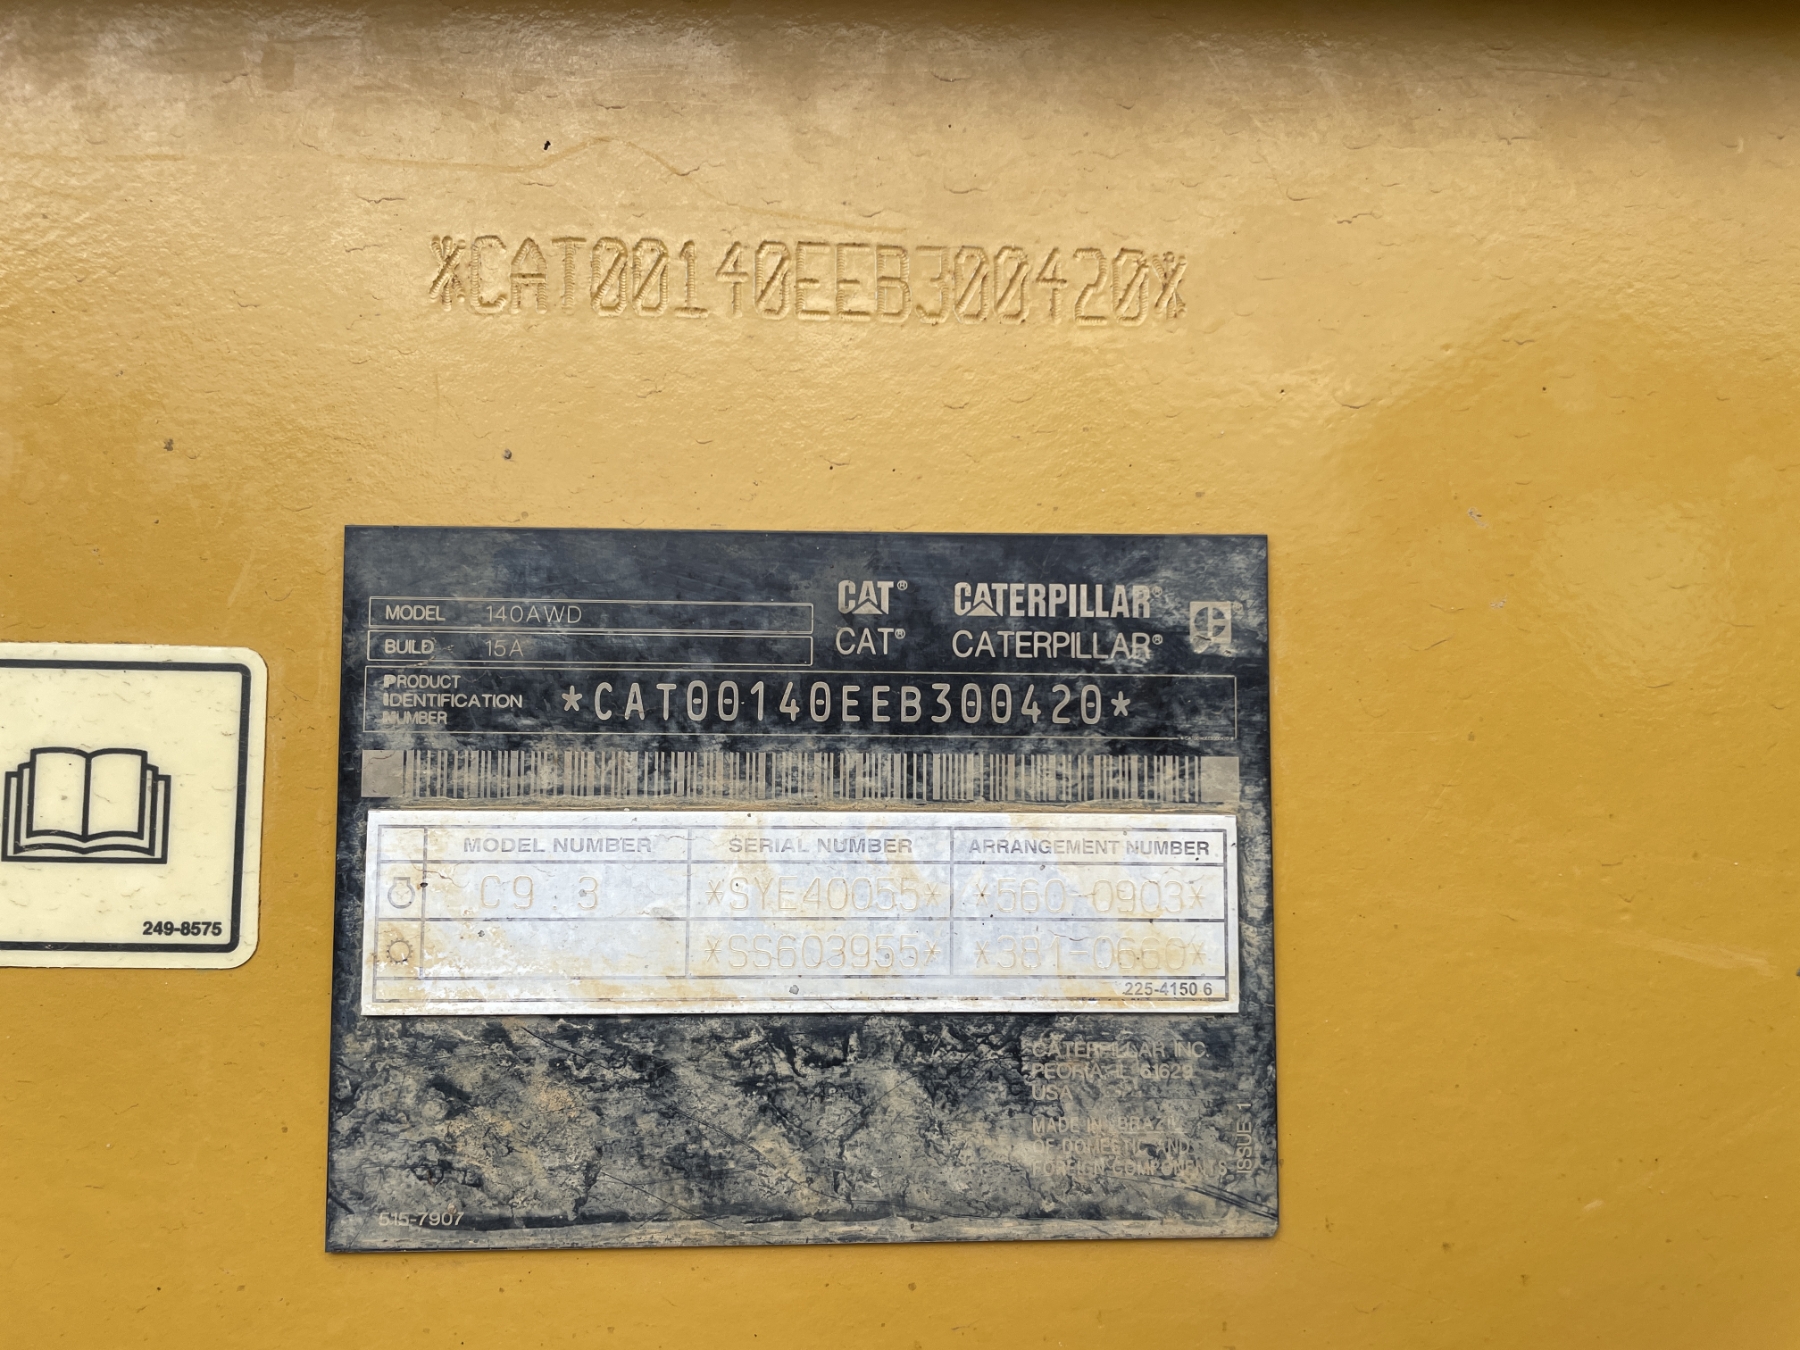 *CAT00140EEB300420*
MODEL 140AWD
BUILD 15A
CAT® CATERPILLAR®
CAT® CATERPILLAR®
PRODUCT
IDENTIFICATION
NUMBER
*CAT00140EEB300420*
MODEL NUMBER SERIAL NUMBER ARRANGEMENT NUMBER
C9.3 *SYE40055* *560-0903*
*SS603955* *381-0660*
225-4150 6
CATERPILLAR INC.
PEORIA, IL 61629
USA
MADE IN BRAZIL
OF DOMESTIC AND
FOREIGN COMPONENTS
ISSUE 1
515-7907
249-8575